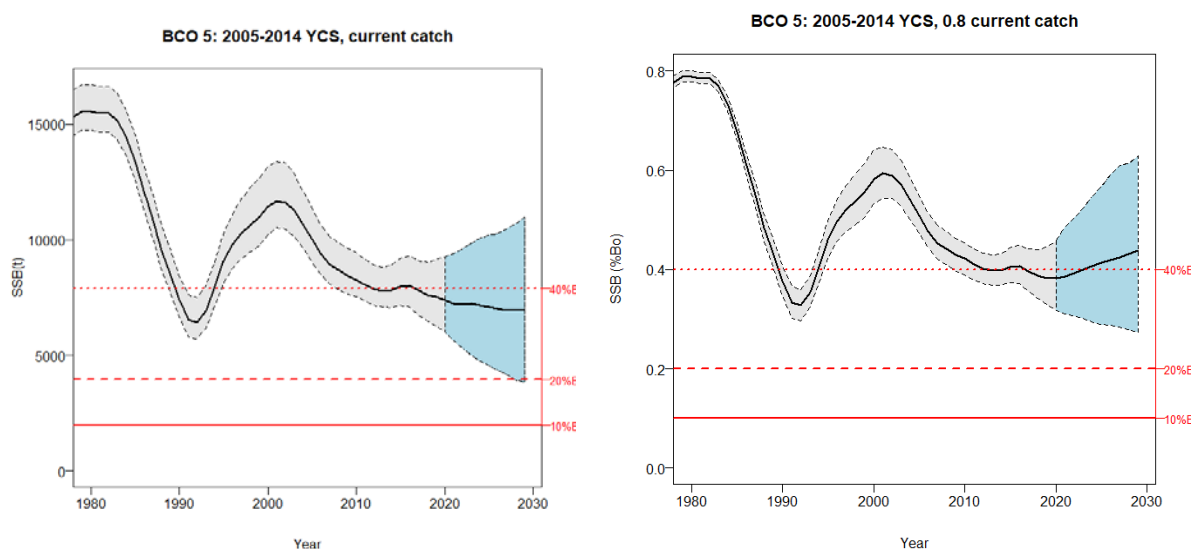 BCO 5: 2005-2014 YCS, current catch
SSB(t)
15000
10000
5000
0
40%E
20%E
10%E
1980 1990 2000 2010 2020 2030
Year
BCO 5: 2005-2014 YCS, 0.8 current catch
SSB (%Bo)
0.8
0.6
0.4
0.2
0.0
40%E
20%E
10%E
1980 1990 2000 2010 2020 2030
Year